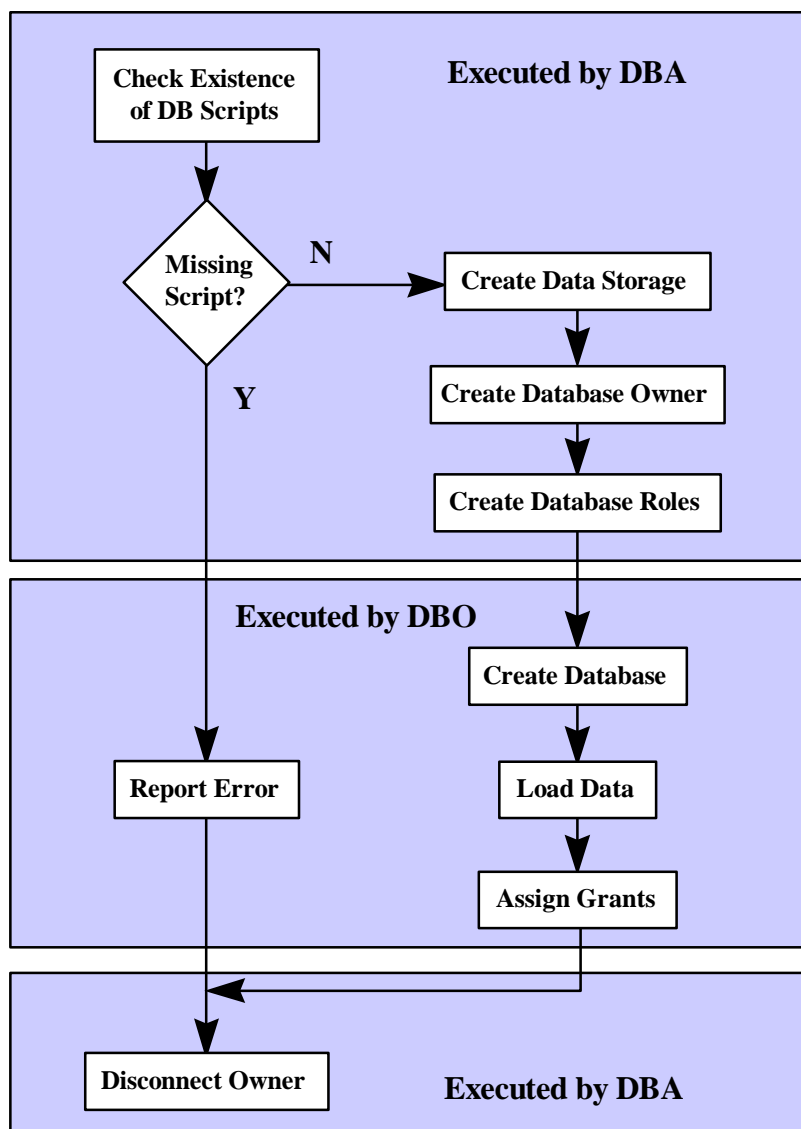 Executed by DBA
Check Existence
of DB Scripts
Missing
Script?
N
Y
Create Data Storage
Create Database Owner
Create Database Roles
Executed by DBO
Create Database
Report Error
Load Data
Assign Grants
Disconnect Owner
Executed by DBA